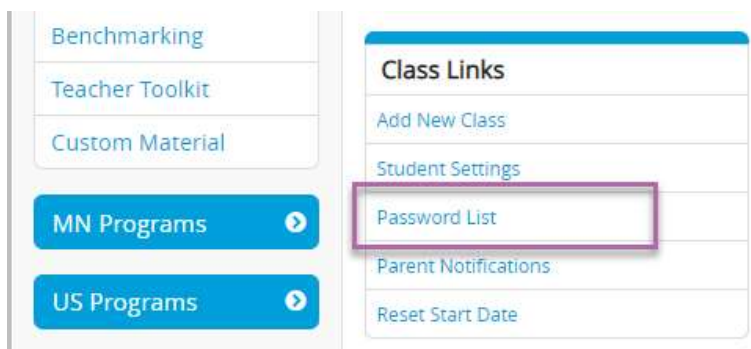 Benchmarking
Teacher Toolkit
Custom Material
MN Programs
US Programs
Class Links
Add New Class
Student Settings
Password List
Parent Notifications
Reset Start Date